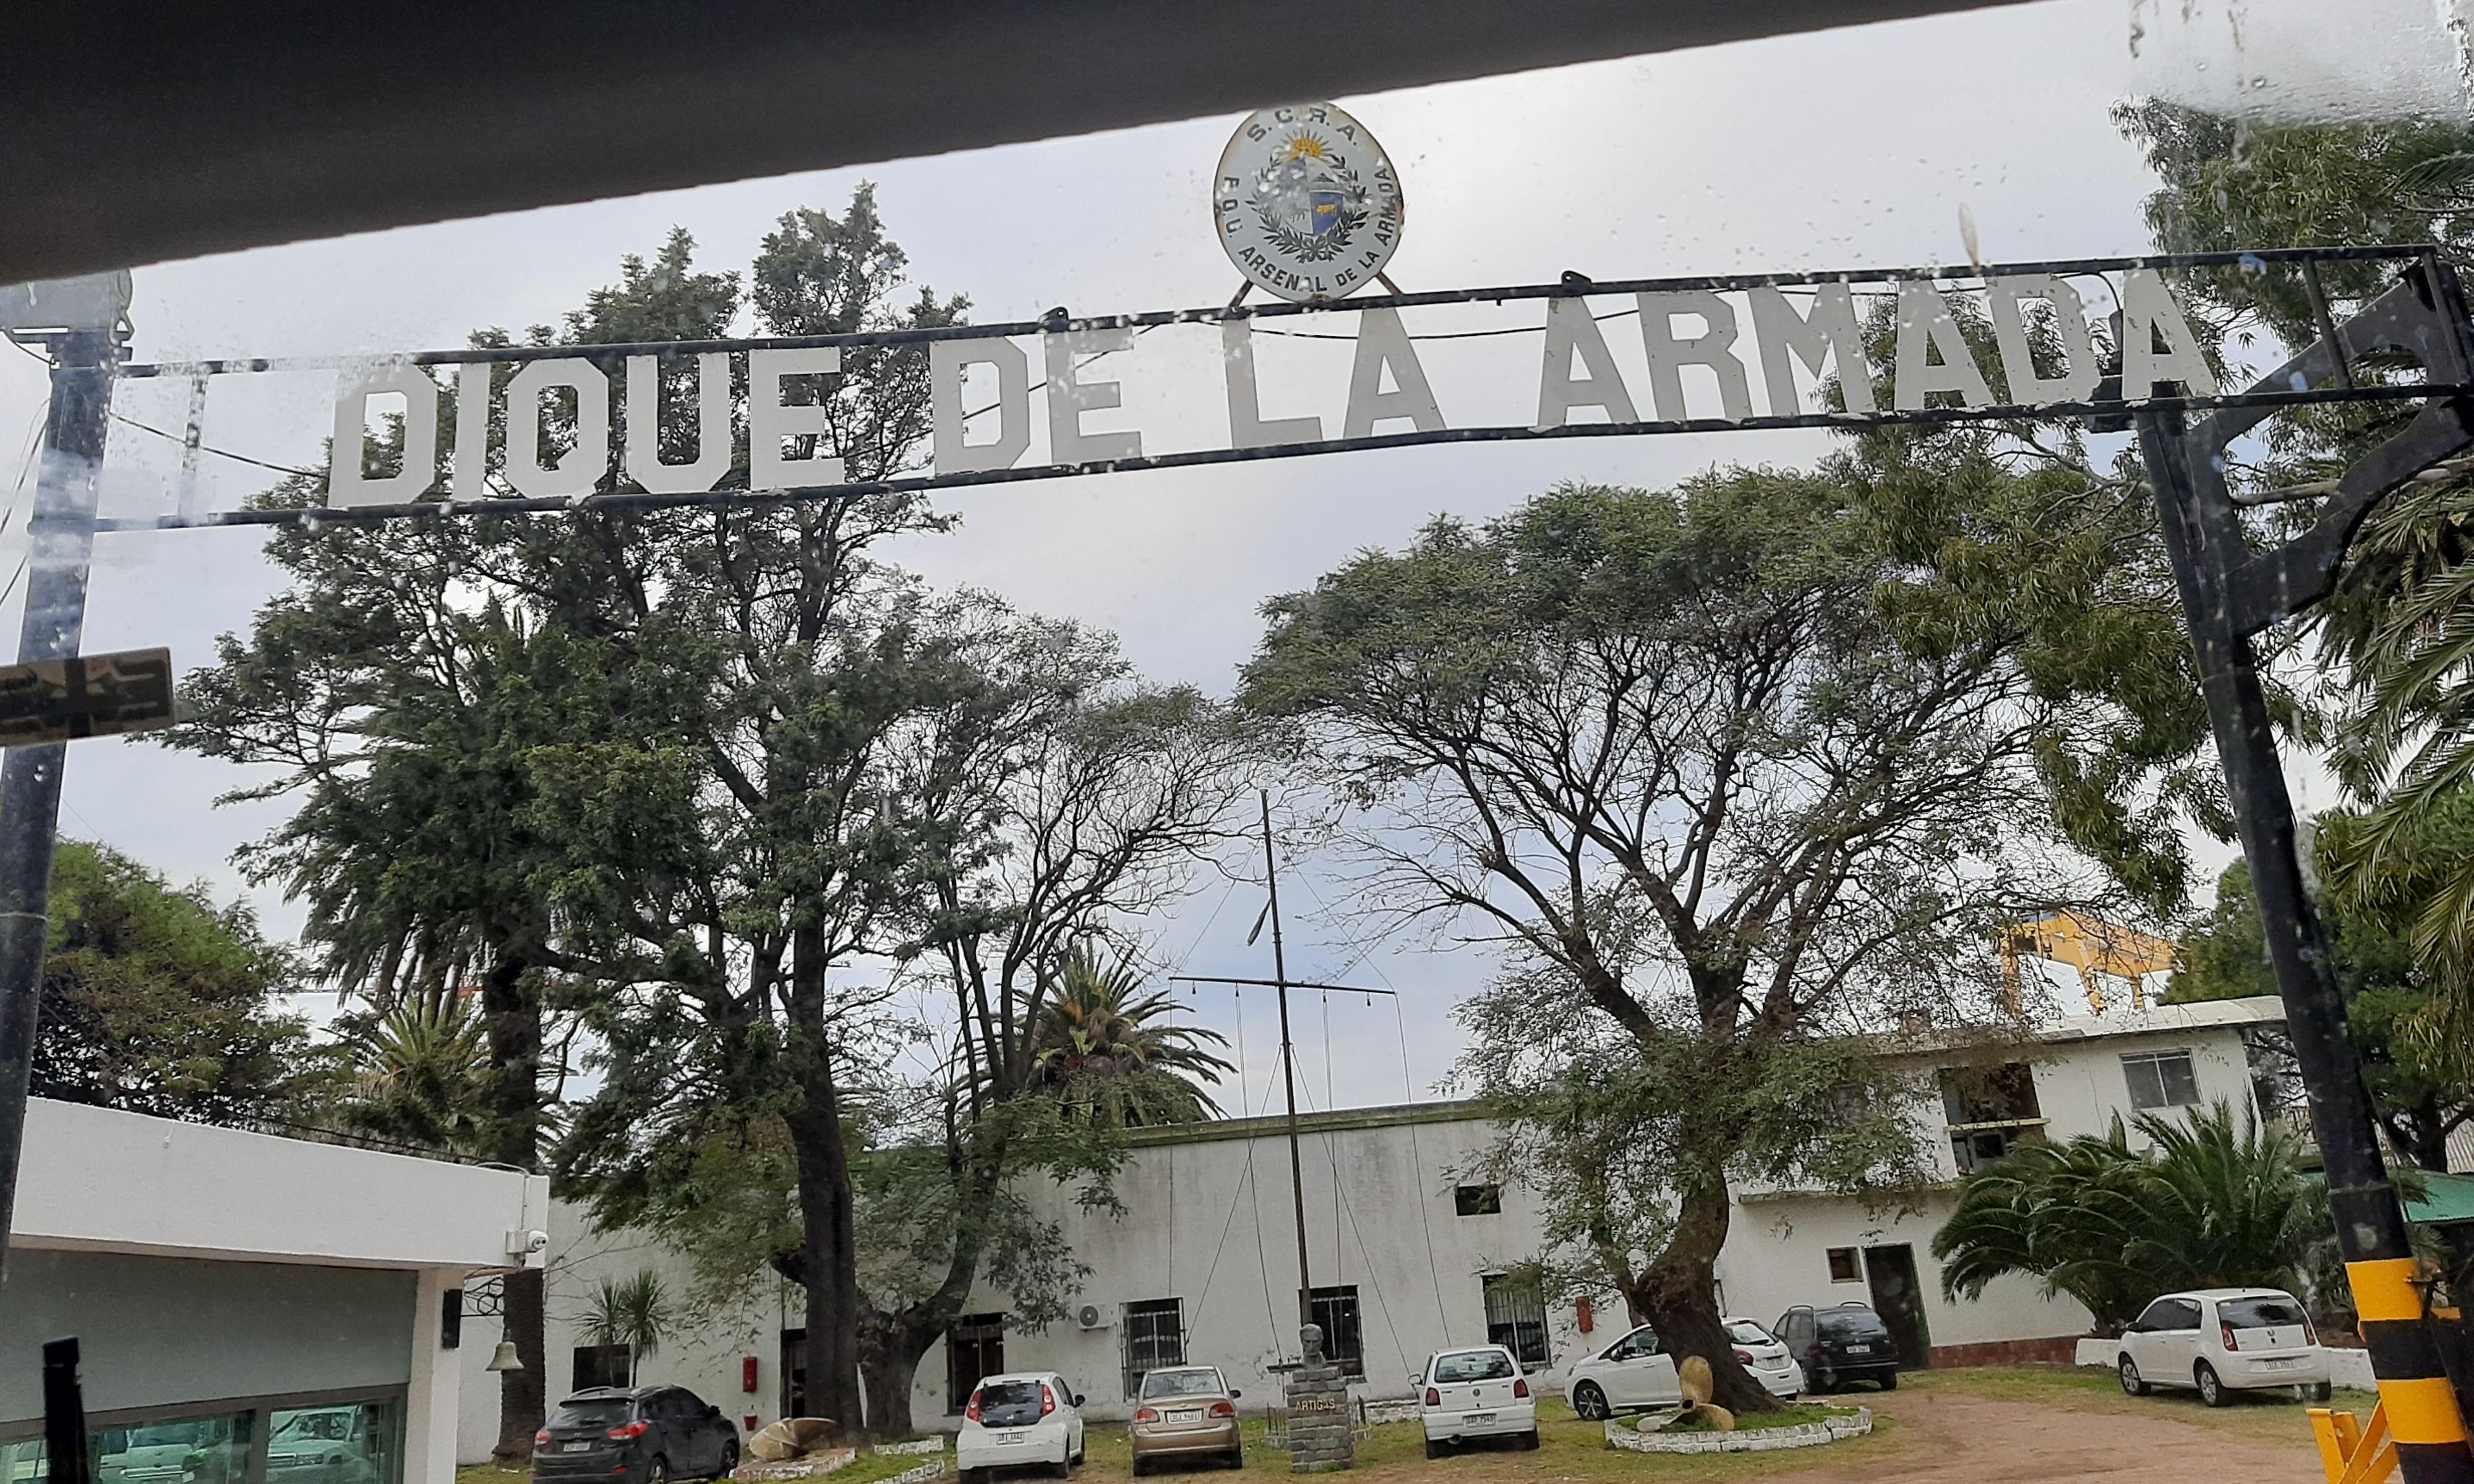 S.C.R.A.
R.O.U. ARSENAL DE LA ARMADA
DIQUE DE LA ARMADA
ARTIGAS